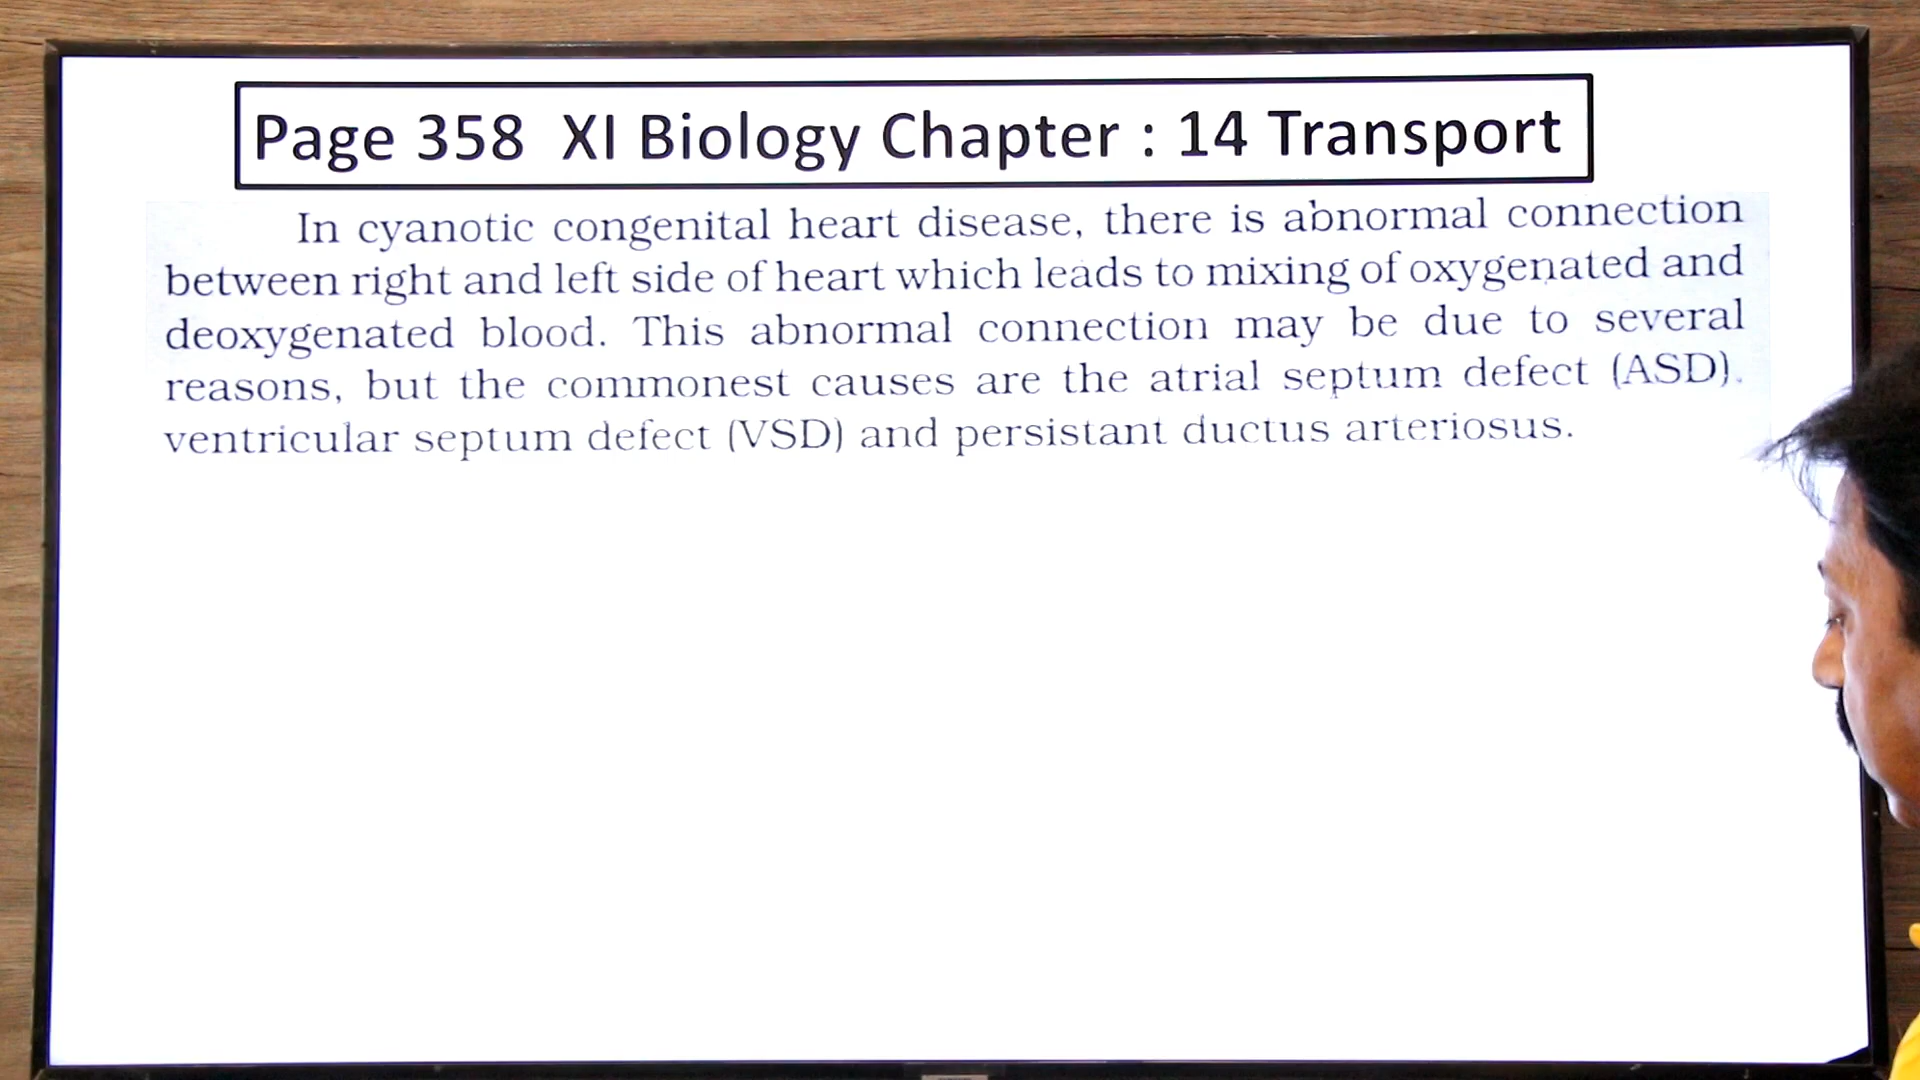 Page 358 XI Biology Chapter : 14 Transport
In cyanotic congenital heart disease, there is abnormal connection
between right and left side of heart which leads to mixing of oxygenated and
deoxygenated blood. This abnormal connection may be due to several
reasons, but the commonest causes are the atrial septum defect (ASD).
ventricular septum defect (VSD) and persistant ductus arteriosus.